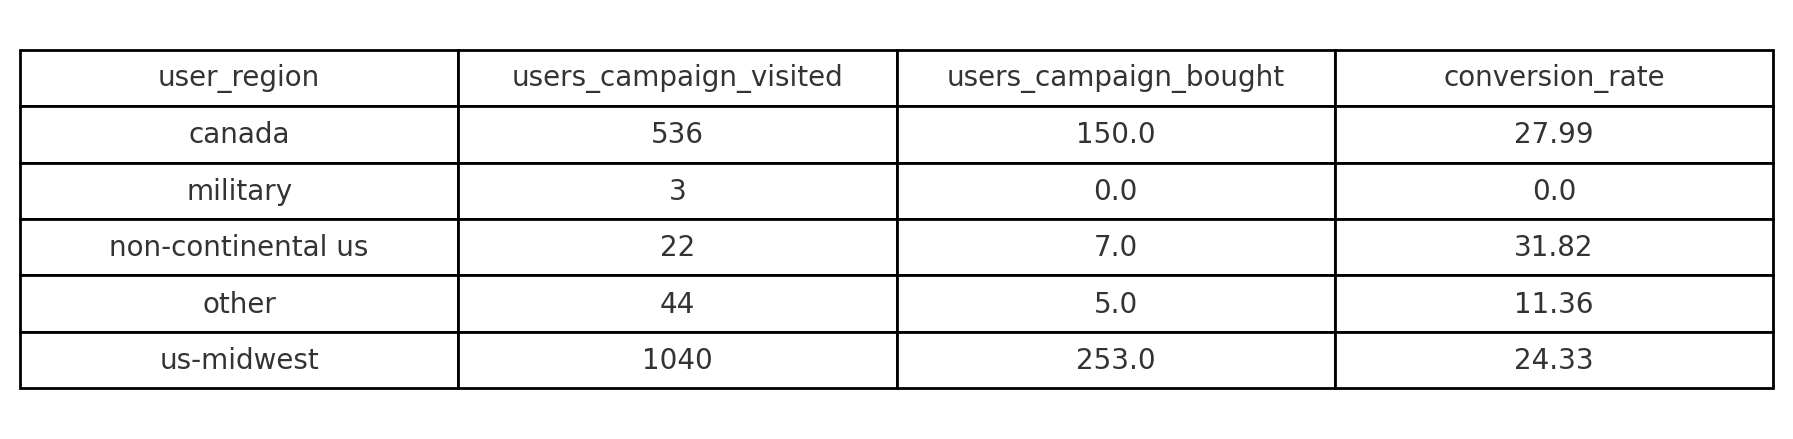 user_region users_campaign_visited users_campaign_bought conversion_rate
canada 536 150.0 27.99
military 3 0.0 0.0
non-continental us 22 7.0 31.82
other 44 5.0 11.36
us-midwest 1040 253.0 24.33